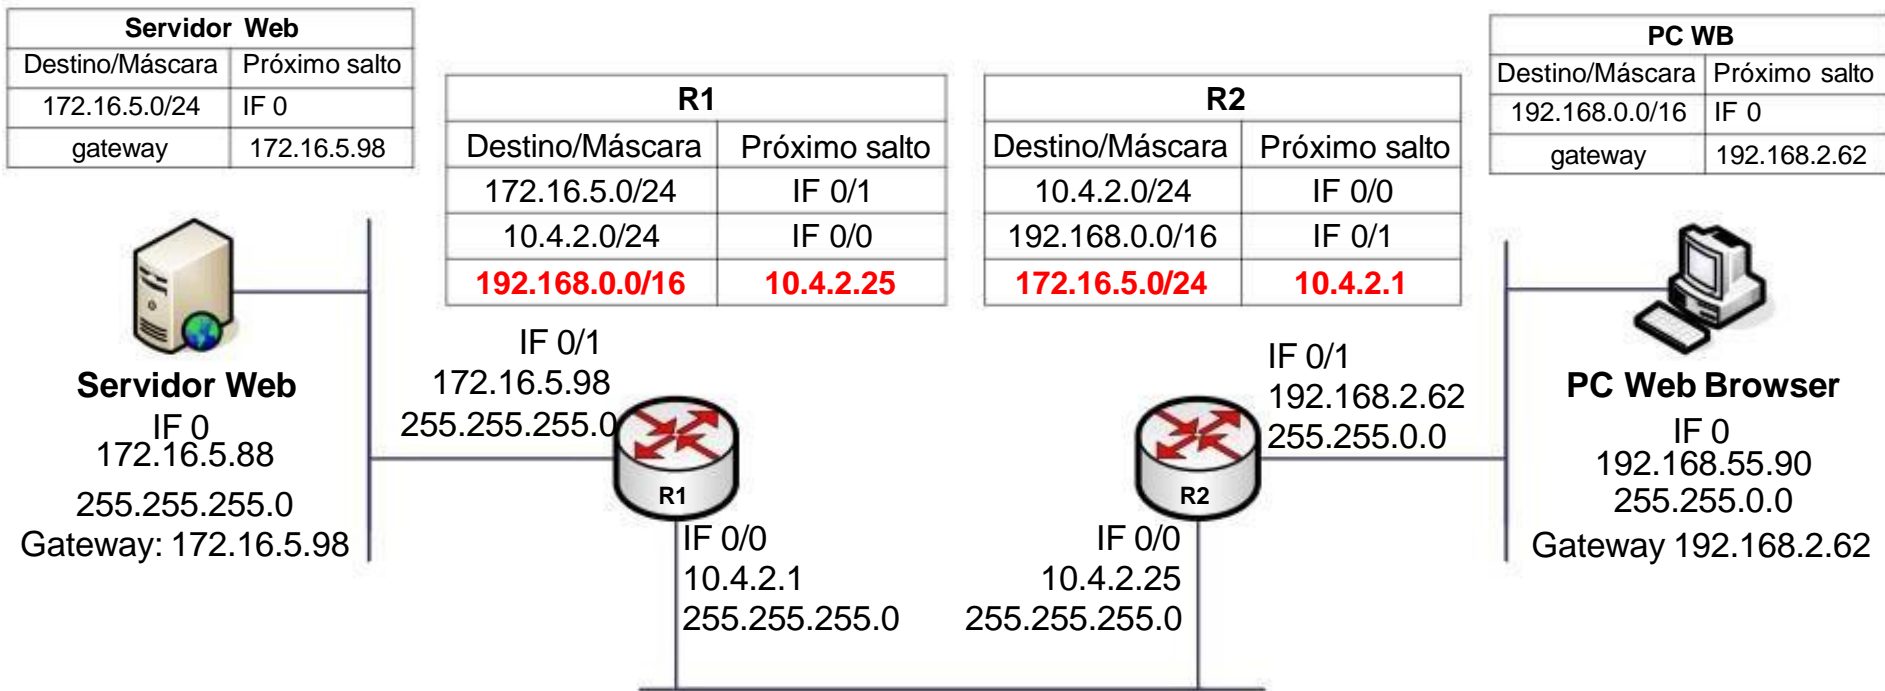 Servidor Web
Destino/Máscara Próximo salto
172.16.5.0/24 IF 0
gateway 172.16.5.98
R1
Destino/Máscara Próximo salto
172.16.5.0/24 IF 0/1
10.4.2.0/24 IF 0/0
192.168.0.0/16 10.4.2.25
R2
Destino/Máscara Próximo salto
10.4.2.0/24 IF 0/0
192.168.0.0/16 IF 0/1
172.16.5.0/24 10.4.2.1
PC WB
Destino/Máscara Próximo salto
192.168.0.0/16 IF 0
gateway 192.168.2.62
Servidor Web
IF 0
172.16.5.88
255.255.255.0
Gateway: 172.16.5.98
IF 0/1
172.16.5.98
255.255.255.0
R1
IF 0/0
10.4.2.1
255.255.255.0
IF 0/1
192.168.2.62
255.255.0.0
R2
IF 0/0
10.4.2.25
255.255.255.0
PC Web Browser
IF 0
192.168.55.90
255.255.0.0
Gateway 192.168.2.62